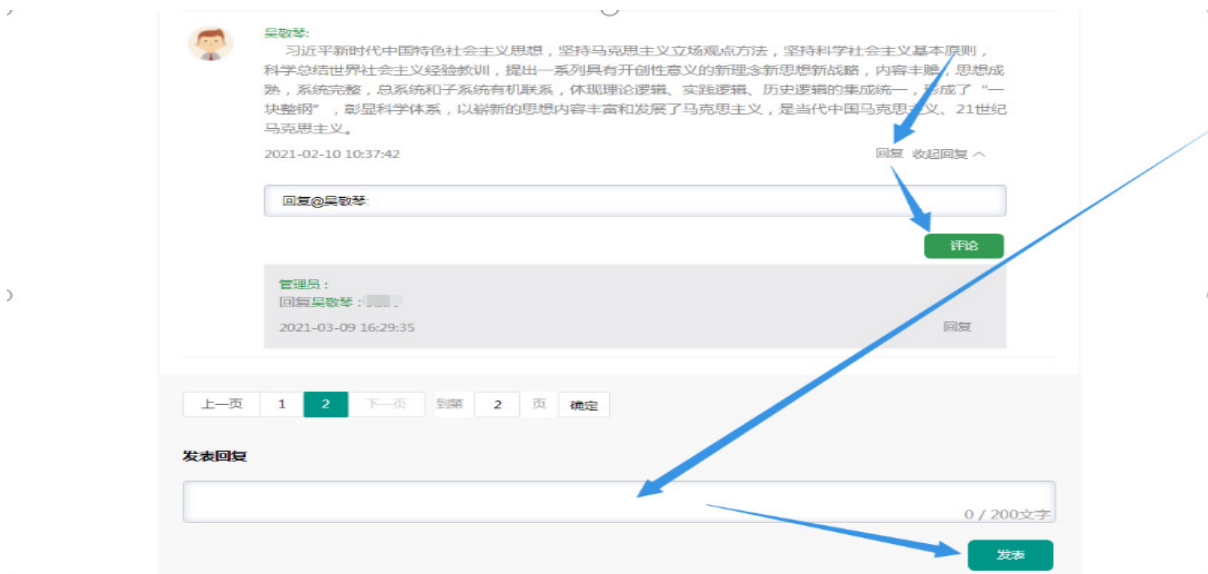 吴敬琴:
习近平新时代中国特色社会主义思想，坚持马克思主义立场观点方法，坚持科学社会主义基本原则，
科学总结世界社会主义经验教训，提出一系列具有开创性意义的新理念新思想新战略，内容丰赡，思想成
熟，系统完整，总系统和子系统有机联系，体现理论逻辑、实践逻辑、历史逻辑的集成统一，形成了“一
块整钢”，彰显科学体系，以崭新的思想内容丰富和发展了马克思主义，是当代中国马克思主义、21世纪
马克思主义。
2021-02-10 10:37:42 回复 收起回复
回复@吴敬琴:
评论
管理员：
回复吴敬琴：
2021-03-09 16:29:35 回复
上一页 1 2 下一页 到第 2 页 确定
发表回复
0 / 200文字
发表